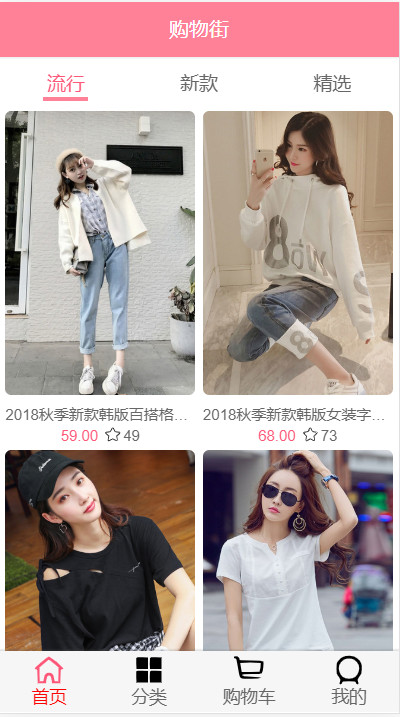 购物街
流行 新款 精选
2018秋季新款韩版百搭格... 2018秋季新款韩版女装字...
59.00 49 68.00 73
首页 分类 购物车 我的